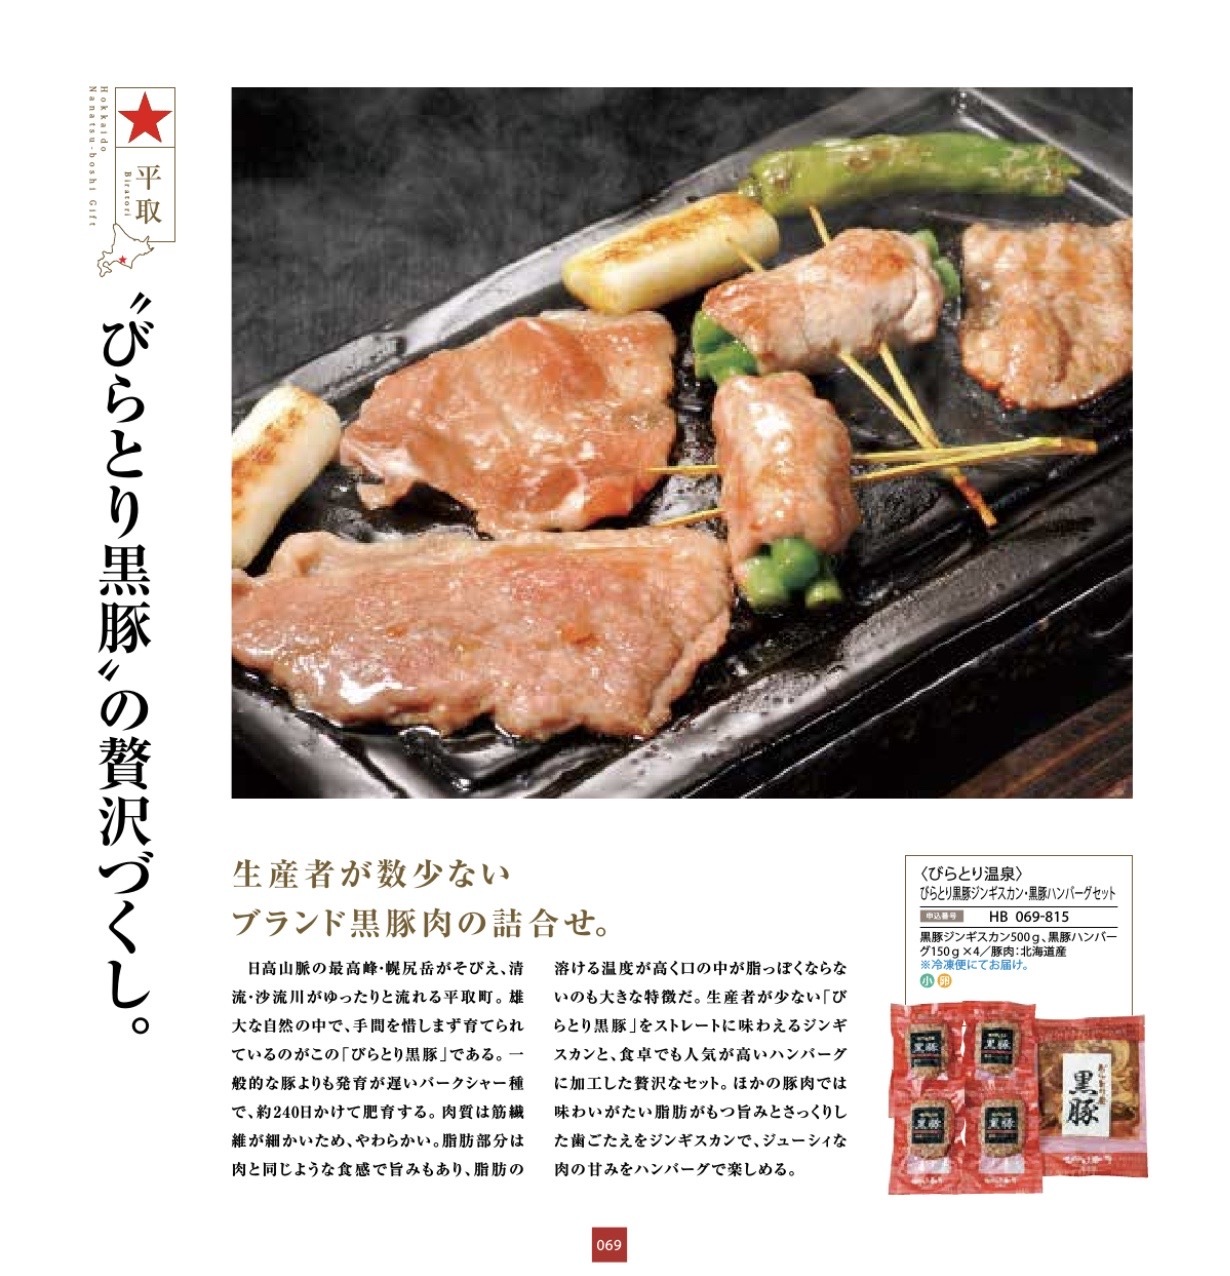 Hokkaido
Nanatsu-boshi Gift
平取
Biratori
〝びらとり黒豚〟の贅沢づくし。
生産者が数少ない
ブランド黒豚肉の詰合せ。
日高山脈の最高峰・幌尻岳がそびえ、清
流・沙流川がゆったりと流れる平取町。雄
大な自然の中で、手間を惜しまず育てられ
ているのがこの「びらとり黒豚」である。一
般的な豚よりも発育が遅いバークシャー種
で、約240日かけて肥育する。肉質は筋繊
維が細かいため、やわらかい。脂肪部分は
肉と同じような食感で旨みもあり、脂肪の
溶ける温度が高く口の中が脂っぽくならな
いのも大きな特徴だ。生産者が少ない「び
らとり黒豚」をストレートに味わえるジンギ
スカンと、食卓でも人気が高いハンバーグ
に加工した贅沢なセット。ほかの豚肉では
味わいがたい脂肪がもつ旨みとさっくりし
た歯ごたえをジンギスカンで、ジューシィな
肉の甘みをハンバーグで楽しめる。
〈びらとり温泉〉
びらとり黒豚ジンギスカン・黒豚ハンバーグセット
申込番号 HB 069-815
黒豚ジンギスカン500g、黒豚ハンバー
グ150g×4／豚肉:北海道産
※冷凍便にてお届け。
小 卵
黒豚
黒豚
黒豚
黒豚
黒豚
069